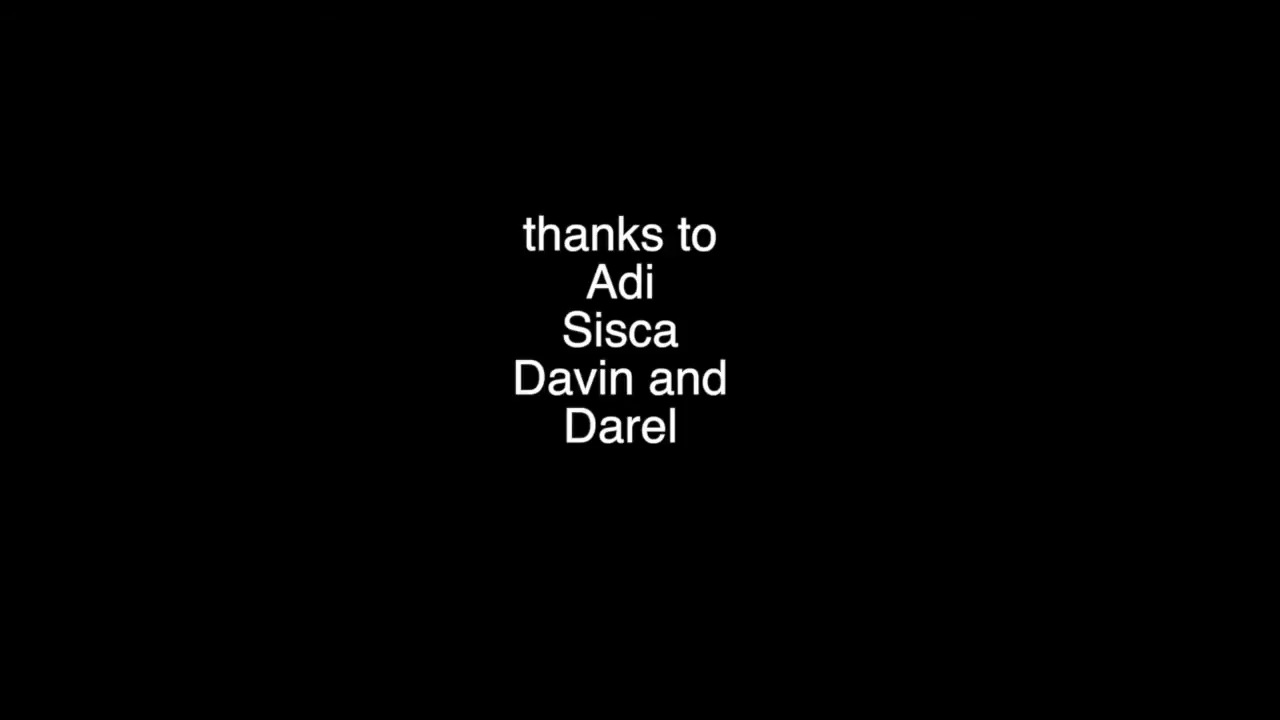 thanks to
Adi
Sisca
Davin and
Darel